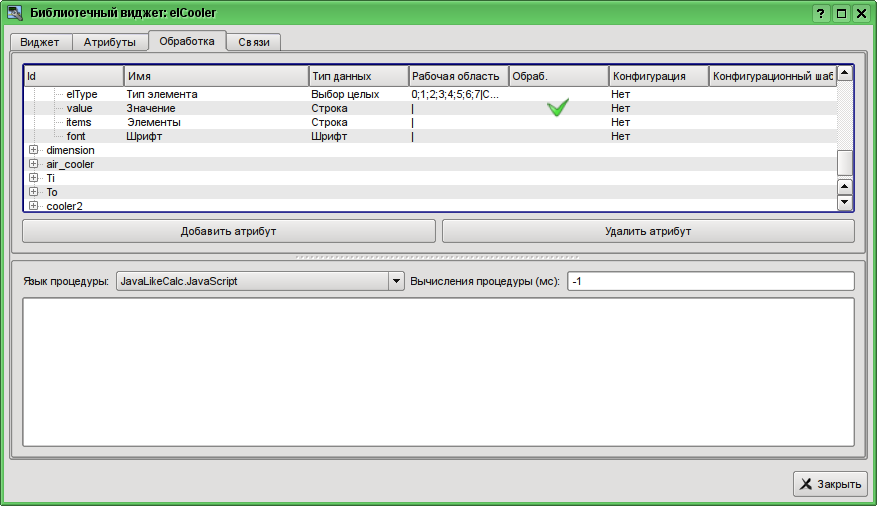 Библиотечный виджет: elCooler
Виджет Атрибуты Обработка Связи
Id Имя Тип данных Рабочая область Обраб. Конфигурация Конфигурационный шаб
elType Тип элемента Выбор целых 0;1;2;3;4;5;6;7|C... Нет
value Значение Строка | Нет
items Элементы Строка | Нет
font Шрифт Шрифт | Нет
dimension
air_cooler
Ti
To
cooler2
Добавить атрибут Удалить атрибут
Язык процедуры: JavaLikeCalc.JavaScript Вычисления процедуры (мс): -1
Закрыть